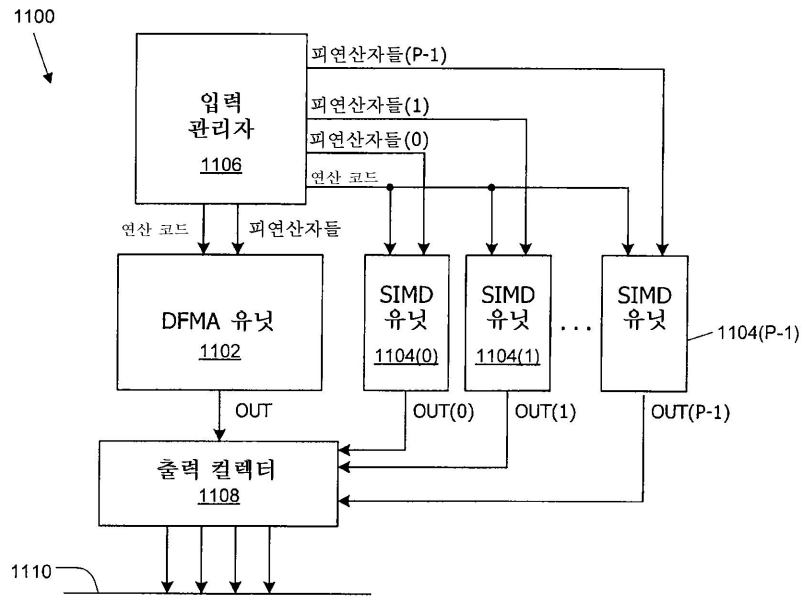 1100
피연산자들(P-1)
입력
관리자
1106
피연산자들(1)
피연산자들(0)
연산 코드
연산 코드
피연산자들
DFMA 유닛
1102
SIMD
유닛
1104(0)
SIMD
유닛
1104(1)
. . .
SIMD
유닛
1104(P-1)
OUT
OUT(0)
OUT(1)
OUT(P-1)
출력 컬렉터
1108
1110